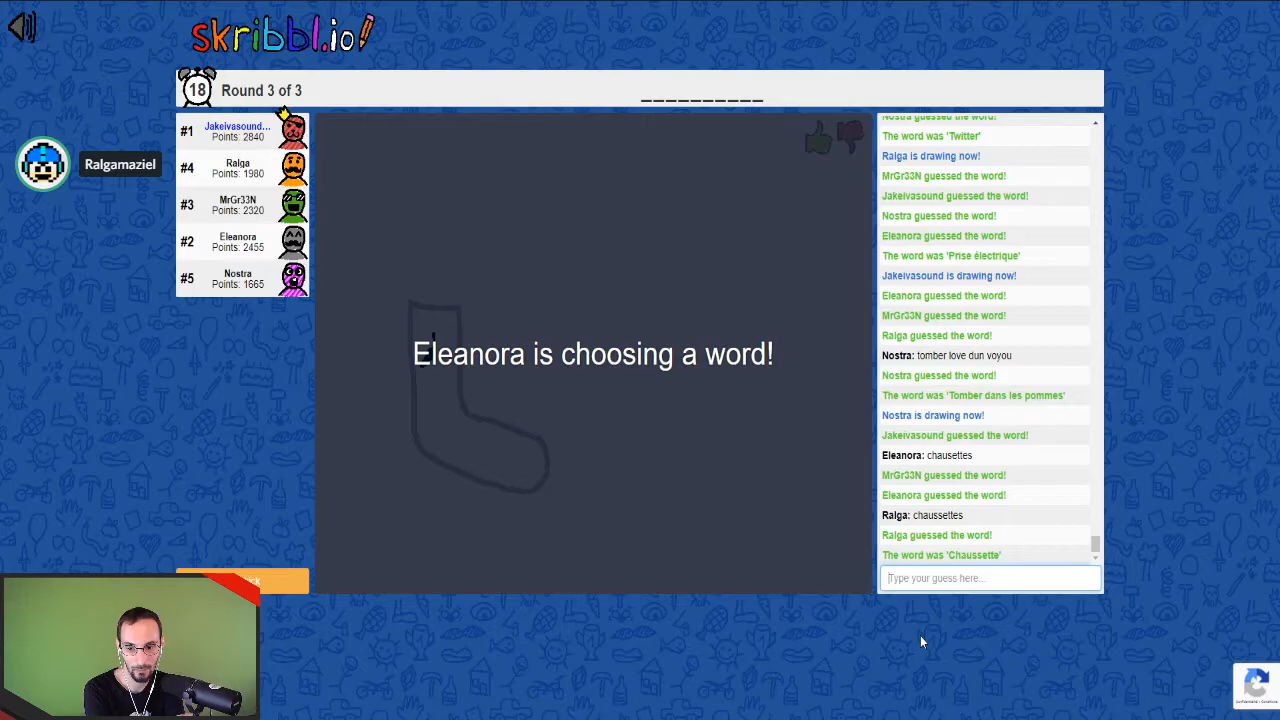 skribbl.io
18
Round 3 of 3
__________
#1
Jakeivasound...
Points: 2840
#4
Ralga
Points: 1980
#3
MrGr33N
Points: 2320
#2
Eleanora
Points: 2455
#5
Nostra
Points: 1665
Ralgamaziel
Eleanora is choosing a word!
Nostra guessed the word!
The word was 'Twitter'
Ralga is drawing now!
MrGr33N guessed the word!
Jakeivasound guessed the word!
Nostra guessed the word!
Eleanora guessed the word!
The word was 'Prise électrique'
Jakeivasound is drawing now!
Eleanora guessed the word!
MrGr33N guessed the word!
Ralga guessed the word!
Nostra: tomber love dun voyou
Nostra guessed the word!
The word was 'Tomber dans les pommes'
Nostra is drawing now!
Jakeivasound guessed the word!
Eleanora: chausettes
MrGr33N guessed the word!
Eleanora guessed the word!
Ralga: chaussettes
Ralga guessed the word!
The word was 'Chaussette'
Type your guess here...